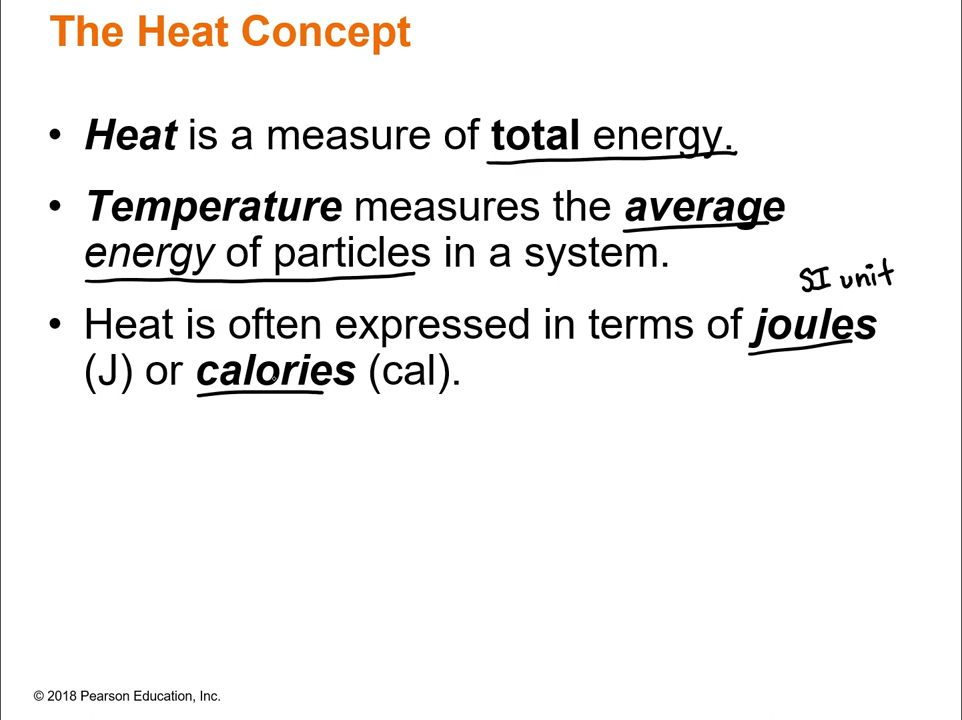 The Heat Concept
• Heat is a measure of total energy.
• Temperature measures the average
energy of particles in a system.
SI unit
• Heat is often expressed in terms of joules
(J) or calories (cal).
© 2018 Pearson Education, Inc.